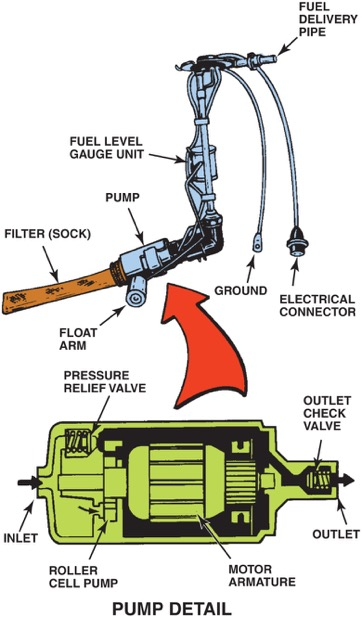 FUEL
DELIVERY
PIPE
FUEL LEVEL
GAUGE UNIT
PUMP
FILTER (SOCK)
GROUND
ELECTRICAL
CONNECTOR
FLOAT
ARM
PRESSURE
RELIEF VALVE
OUTLET
CHECK
VALVE
INLET
OUTLET
ROLLER
CELL PUMP
MOTOR
ARMATURE
PUMP DETAIL